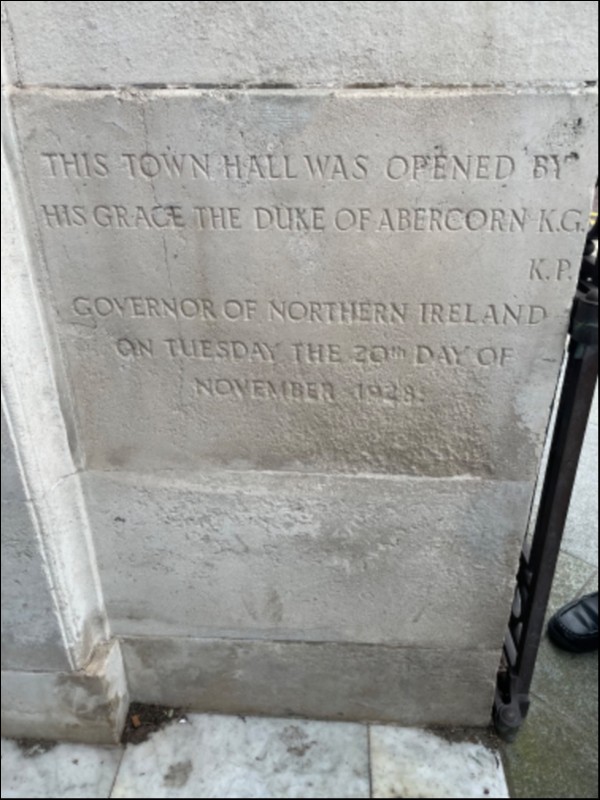 THIS TOWN HALL WAS OPENED BY
HIS GRACE THE DUKE OF ABERCORN K.G.
K.P.
GOVERNOR OF NORTHERN IRELAND
ON TUESDAY THE 20th DAY OF
NOVEMBER 1928.